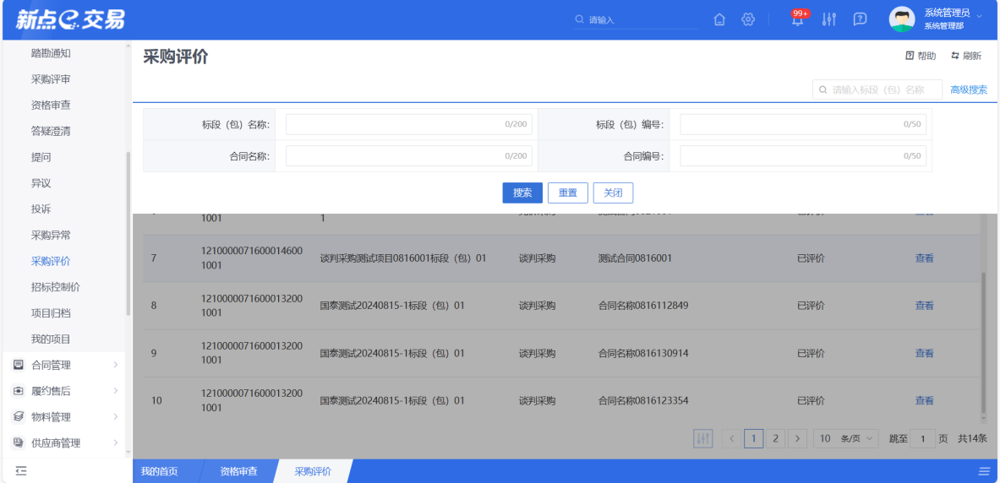 新点e交易
请输入
99+
系统管理员
系统管理部
踏勘通知
采购评审
资格审查
答疑澄清
提问
异议
投诉
采购异常
采购评价
招标控制价
项目归档
我的项目
合同管理
履约售后
物料管理
供应商管理
采购评价
帮助 刷新
请输入标段（包）名称 高级搜索
标段（包）名称: 0/200 标段（包）编号: 0/50
合同名称: 0/200 合同编号: 0/50
搜索 重置 关闭
1001 1
7 1210000071600014600 谈判采购测试项目0816001标段（包）01 谈判采购 测试合同0816001 已评价 查看
1001
8 1210000071600013200 国泰测试20240815-1标段（包）01 谈判采购 合同名称0816112849 已评价 查看
1001
9 1210000071600013200 国泰测试20240815-1标段（包）01 谈判采购 合同名称0816130914 已评价 查看
1001
10 1210000071600013200 国泰测试20240815-1标段（包）01 谈判采购 合同名称0816123354 已评价 查看
1001
1 2 10 条/页 跳至 1 页 共14条
我的首页 资格审查 采购评价